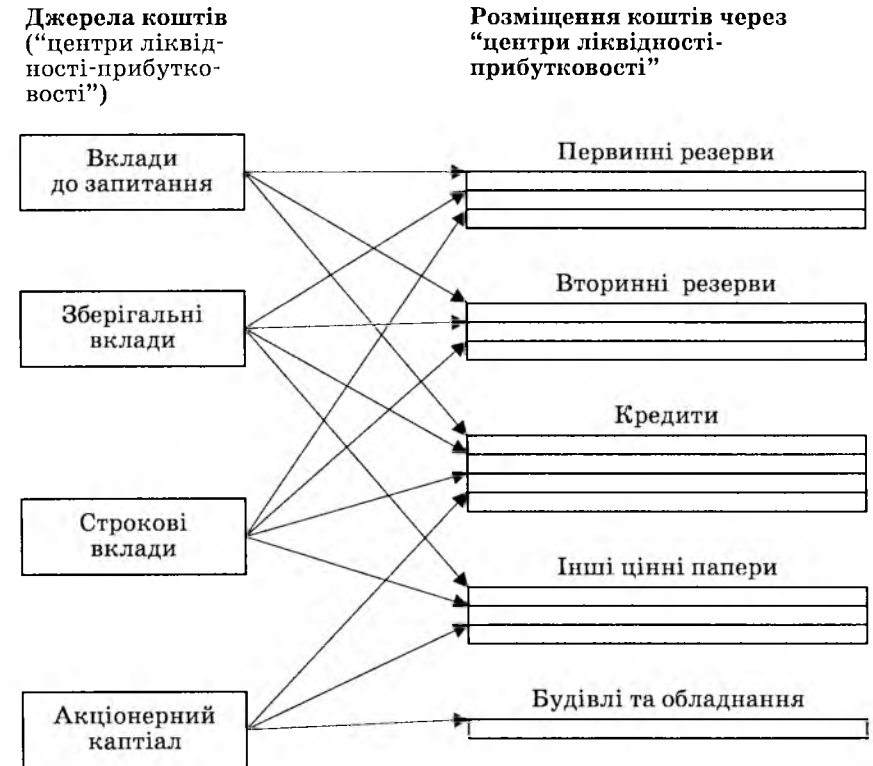 Джерела коштів
(“центри ліквід-
ності-прибутко-
вості”)
Розміщення коштів через
“центри ліквідності-
прибутковості”
Вклади
до запитання
Зберігальні
вклади
Строкові
вклади
Акціонерний
каптіал
Первинні резерви
Вторинні резерви
Кредити
Інші цінні папери
Будівлі та обладнання